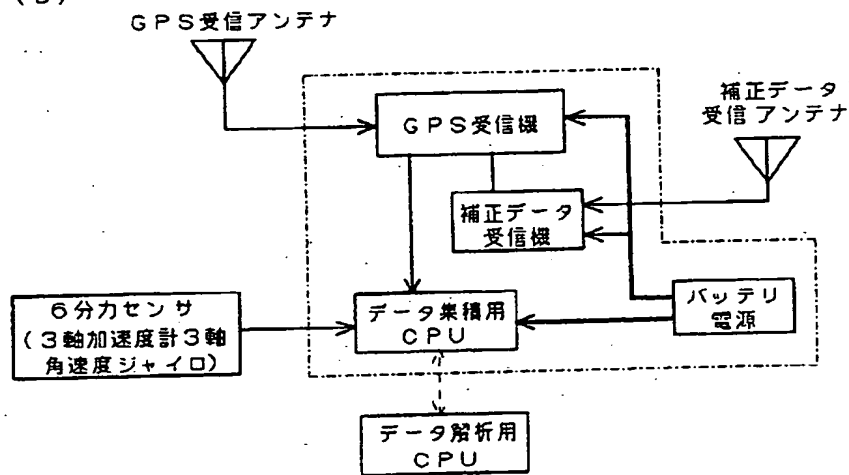 GPS受信アンテナ
GPS受信機
補正データ
受信アンテナ
補正データ
受信機
6分力センサ
(3軸加速度計3軸
角速度ジャイロ)
データ集積用
CPU
バッテリ
電源
データ解析用
CPU